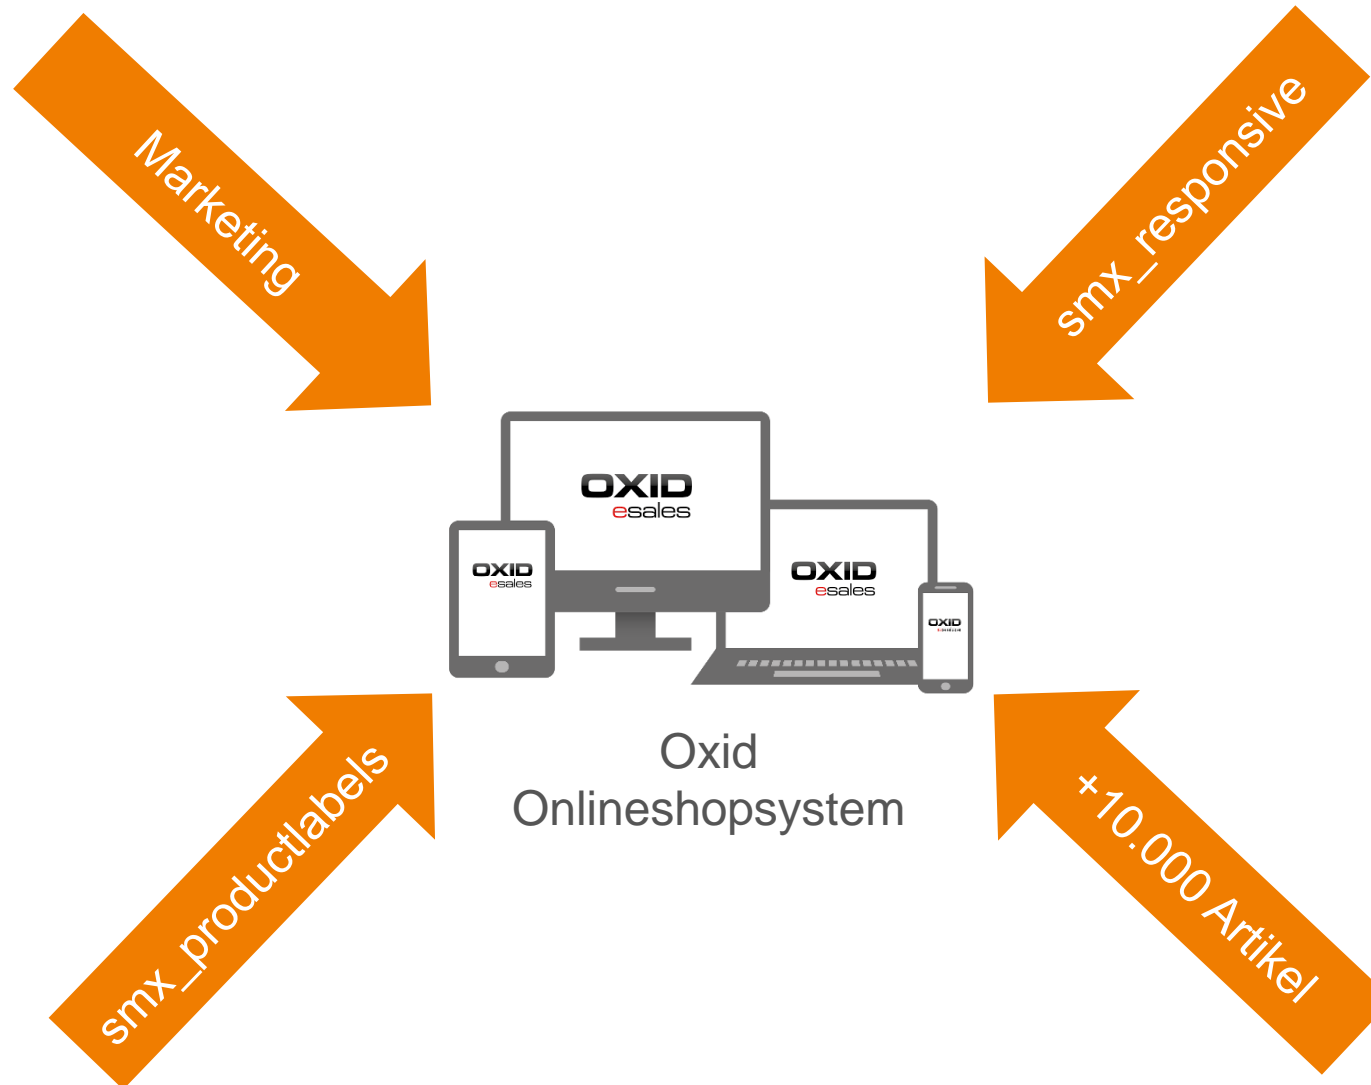 Marketing
smx_responsive
OXID
esales
OXID
esales
OXID
esales
OXID
Oxid
Onlineshopsystem
smx_productlabels
+10.000 Artikel